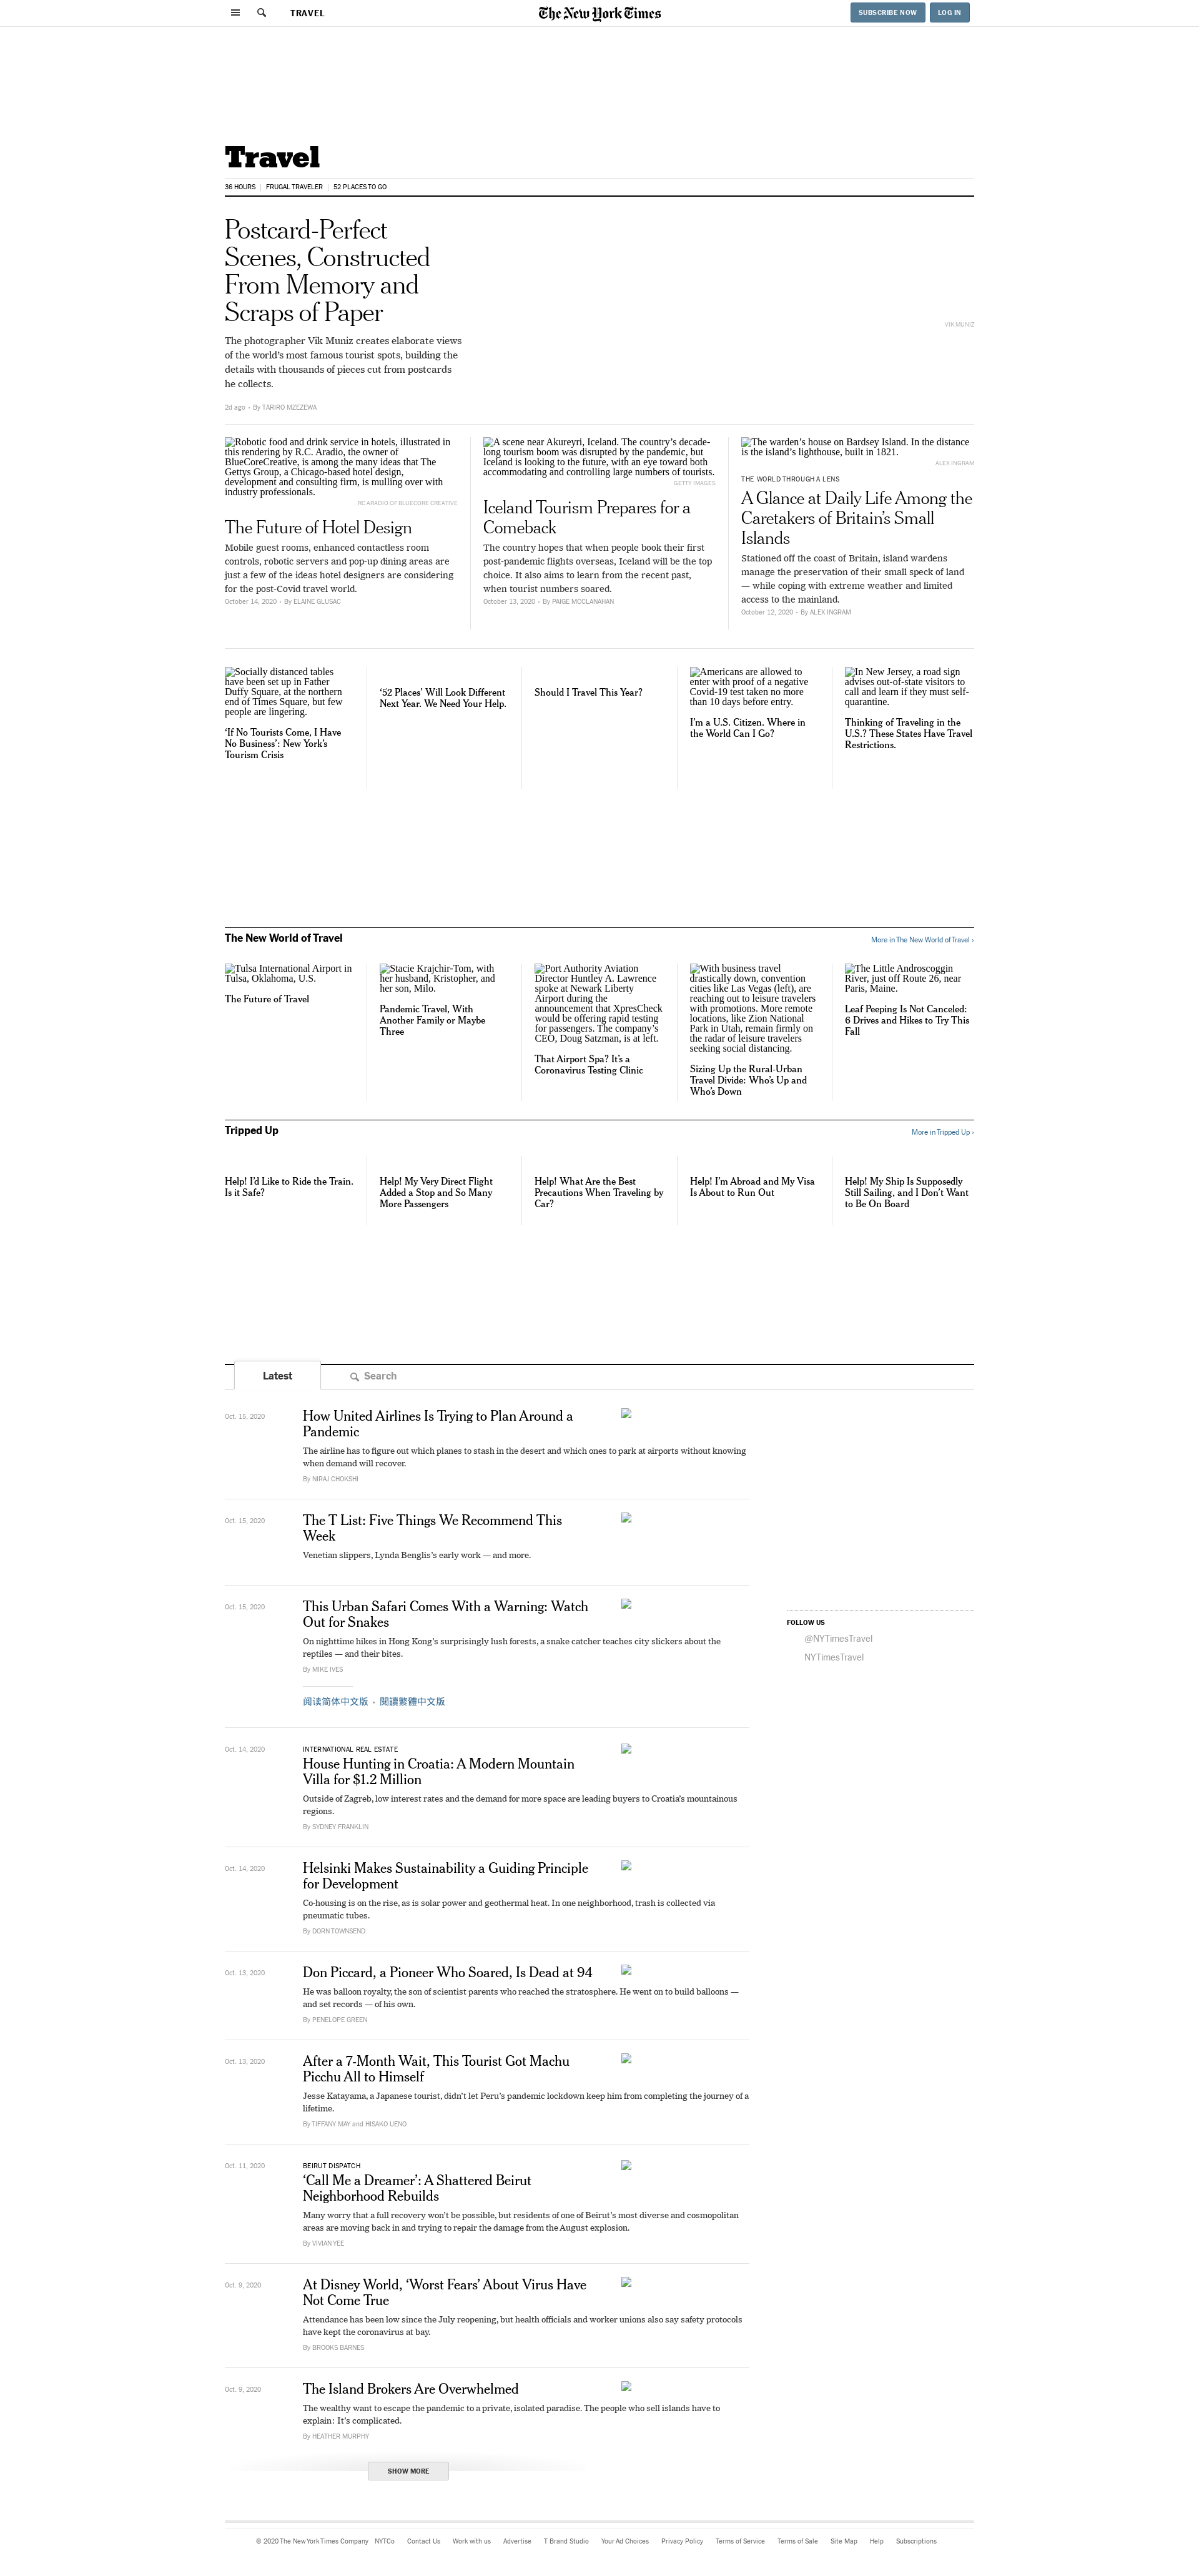 TRAVEL
The New York Times
SUBSCRIBE NOW
LOG IN
Travel
36 HOURS
FRUGAL TRAVELER
52 PLACES TO GO
Postcard-Perfect
Scenes, Constructed
From Memory and
Scraps of Paper
The photographer Vik Muniz creates elaborate views
of the world's most famous tourist spots, building the
details with thousands of pieces cut from postcards
he collects.
2d ago • By TARIRO MZEZEWA
VIK MUNIZ
Robotic food and drink service in hotels, illustrated in
this rendering by R.C. Aradio, the owner of
BlueCoreCreative, is among the many ideas that The
Gettys Group, a Chicago-based hotel design,
development and consulting firm, is mulling over with
industry professionals.
RC ARADIO OF BLUECORE CREATIVE
The Future of Hotel Design
Mobile guest rooms, enhanced contactless room
controls, robotic servers and pop-up dining areas are
just a few of the ideas hotel designers are considering
for the post-Covid travel world.
October 14, 2020 • By ELAINE GLUSAC
A scene near Akureyri, Iceland. The country's decade-
long tourism boom was disrupted by the pandemic, but
Iceland is looking to the future, with an eye toward both
accommodating and controlling large numbers of tourists.
GETTY IMAGES
Iceland Tourism Prepares for a
Comeback
The country hopes that when people book their first
post-pandemic flights overseas, Iceland will be the top
choice. It also aims to learn from the recent past,
when tourist numbers soared.
October 13, 2020 • By PAIGE MCCLANAHAN
The warden's house on Bardsey Island. In the distance
is the island's lighthouse, built in 1821.
ALEX INGRAM
THE WORLD THROUGH A LENS
A Glance at Daily Life Among the
Caretakers of Britain's Small
Islands
Stationed off the coast of Britain, island wardens
manage the preservation of their small speck of land
— while coping with extreme weather and limited
access to the mainland.
October 12, 2020 • By ALEX INGRAM
Socially distanced tables
have been set up in Father
Duffy Square, at the northern
end of Times Square, but few
people are lingering.
'If No Tourists Come, I Have
No Business': New York's
Tourism Crisis
'52 Places' Will Look Different
Next Year. We Need Your Help.
Should I Travel This Year?
Americans are allowed to
enter with proof of a negative
Covid-19 test taken no more
than 10 days before entry.
I'm a U.S. Citizen. Where in
the World Can I Go?
In New Jersey, a road sign
advises out-of-state visitors to
call and learn if they must self-
quarantine.
Thinking of Traveling in the
U.S.? These States Have Travel
Restrictions.
The New World of Travel
More in The New World of Travel ›
Tulsa International Airport in
Tulsa, Oklahoma, U.S.
The Future of Travel
Stacie Krajchir-Tom, with
her husband, Kristopher, and
her son, Milo.
Pandemic Travel, With
Another Family or Maybe
Three
Port Authority Aviation
Director Huntley A. Lawrence
spoke at Newark Liberty
Airport during the
announcement that XpresCheck
would be offering rapid testing
for passengers. The company's
CEO, Doug Satzman, is at left.
That Airport Spa? It's a
Coronavirus Testing Clinic
With business travel
drastically down, convention
cities like Las Vegas (left), are
reaching out to leisure travelers
with promotions. More remote
locations, like Zion National
Park in Utah, remain firmly on
the radar of leisure travelers
seeking social distancing.
Sizing Up the Rural-Urban
Travel Divide: Who's Up and
Who's Down
The Little Androscoggin
River, just off Route 26, near
Paris, Maine.
Leaf Peeping Is Not Canceled:
6 Drives and Hikes to Try This
Fall
Tripped Up
More in Tripped Up ›
Help! I'd Like to Ride the Train.
Is it Safe?
Help! My Very Direct Flight
Added a Stop and So Many
More Passengers
Help! What Are the Best
Precautions When Traveling by
Car?
Help! I'm Abroad and My Visa
Is About to Run Out
Help! My Ship Is Supposedly
Still Sailing, and I Don't Want
to Be On Board
Latest
Search
Oct. 15, 2020
How United Airlines Is Trying to Plan Around a
Pandemic
The airline has to figure out which planes to stash in the desert and which ones to park at airports without knowing
when demand will recover.
By NIRAJ CHOKSHI
Oct. 15, 2020
The T List: Five Things We Recommend This
Week
Venetian slippers, Lynda Benglis's early work — and more.
Oct. 15, 2020
This Urban Safari Comes With a Warning: Watch
Out for Snakes
On nighttime hikes in Hong Kong's surprisingly lush forests, a snake catcher teaches city slickers about the
reptiles — and their bites.
By MIKE IVES
阅读简体中文版 • 閱讀繁體中文版
FOLLOW US
@NYTimesTravel
NYTimesTravel
Oct. 14, 2020
INTERNATIONAL REAL ESTATE
House Hunting in Croatia: A Modern Mountain
Villa for $1.2 Million
Outside of Zagreb, low interest rates and the demand for more space are leading buyers to Croatia's mountainous
regions.
By SYDNEY FRANKLIN
Oct. 14, 2020
Helsinki Makes Sustainability a Guiding Principle
for Development
Co-housing is on the rise, as is solar power and geothermal heat. In one neighborhood, trash is collected via
pneumatic tubes.
By DORN TOWNSEND
Oct. 13, 2020
Don Piccard, a Pioneer Who Soared, Is Dead at 94
He was balloon royalty, the son of scientist parents who reached the stratosphere. He went on to build balloons —
and set records — of his own.
By PENELOPE GREEN
Oct. 13, 2020
After a 7-Month Wait, This Tourist Got Machu
Picchu All to Himself
Jesse Katayama, a Japanese tourist, didn't let Peru's pandemic lockdown keep him from completing the journey of a
lifetime.
By TIFFANY MAY and HISAKO UENO
Oct. 11, 2020
BEIRUT DISPATCH
'Call Me a Dreamer': A Shattered Beirut
Neighborhood Rebuilds
Many worry that a full recovery won't be possible, but residents of one of Beirut's most diverse and cosmopolitan
areas are moving back in and trying to repair the damage from the August explosion.
By VIVIAN YEE
Oct. 9, 2020
At Disney World, 'Worst Fears' About Virus Have
Not Come True
Attendance has been low since the July reopening, but health officials and worker unions also say safety protocols
have kept the coronavirus at bay.
By BROOKS BARNES
Oct. 9, 2020
The Island Brokers Are Overwhelmed
The wealthy want to escape the pandemic to a private, isolated paradise. The people who sell islands have to
explain: It's complicated.
By HEATHER MURPHY
SHOW MORE
© 2020 The New York Times Company NYTCo Contact Us Work with us Advertise T Brand Studio Your Ad Choices Privacy Policy Terms of Service Terms of Sale Site Map Help Subscriptions